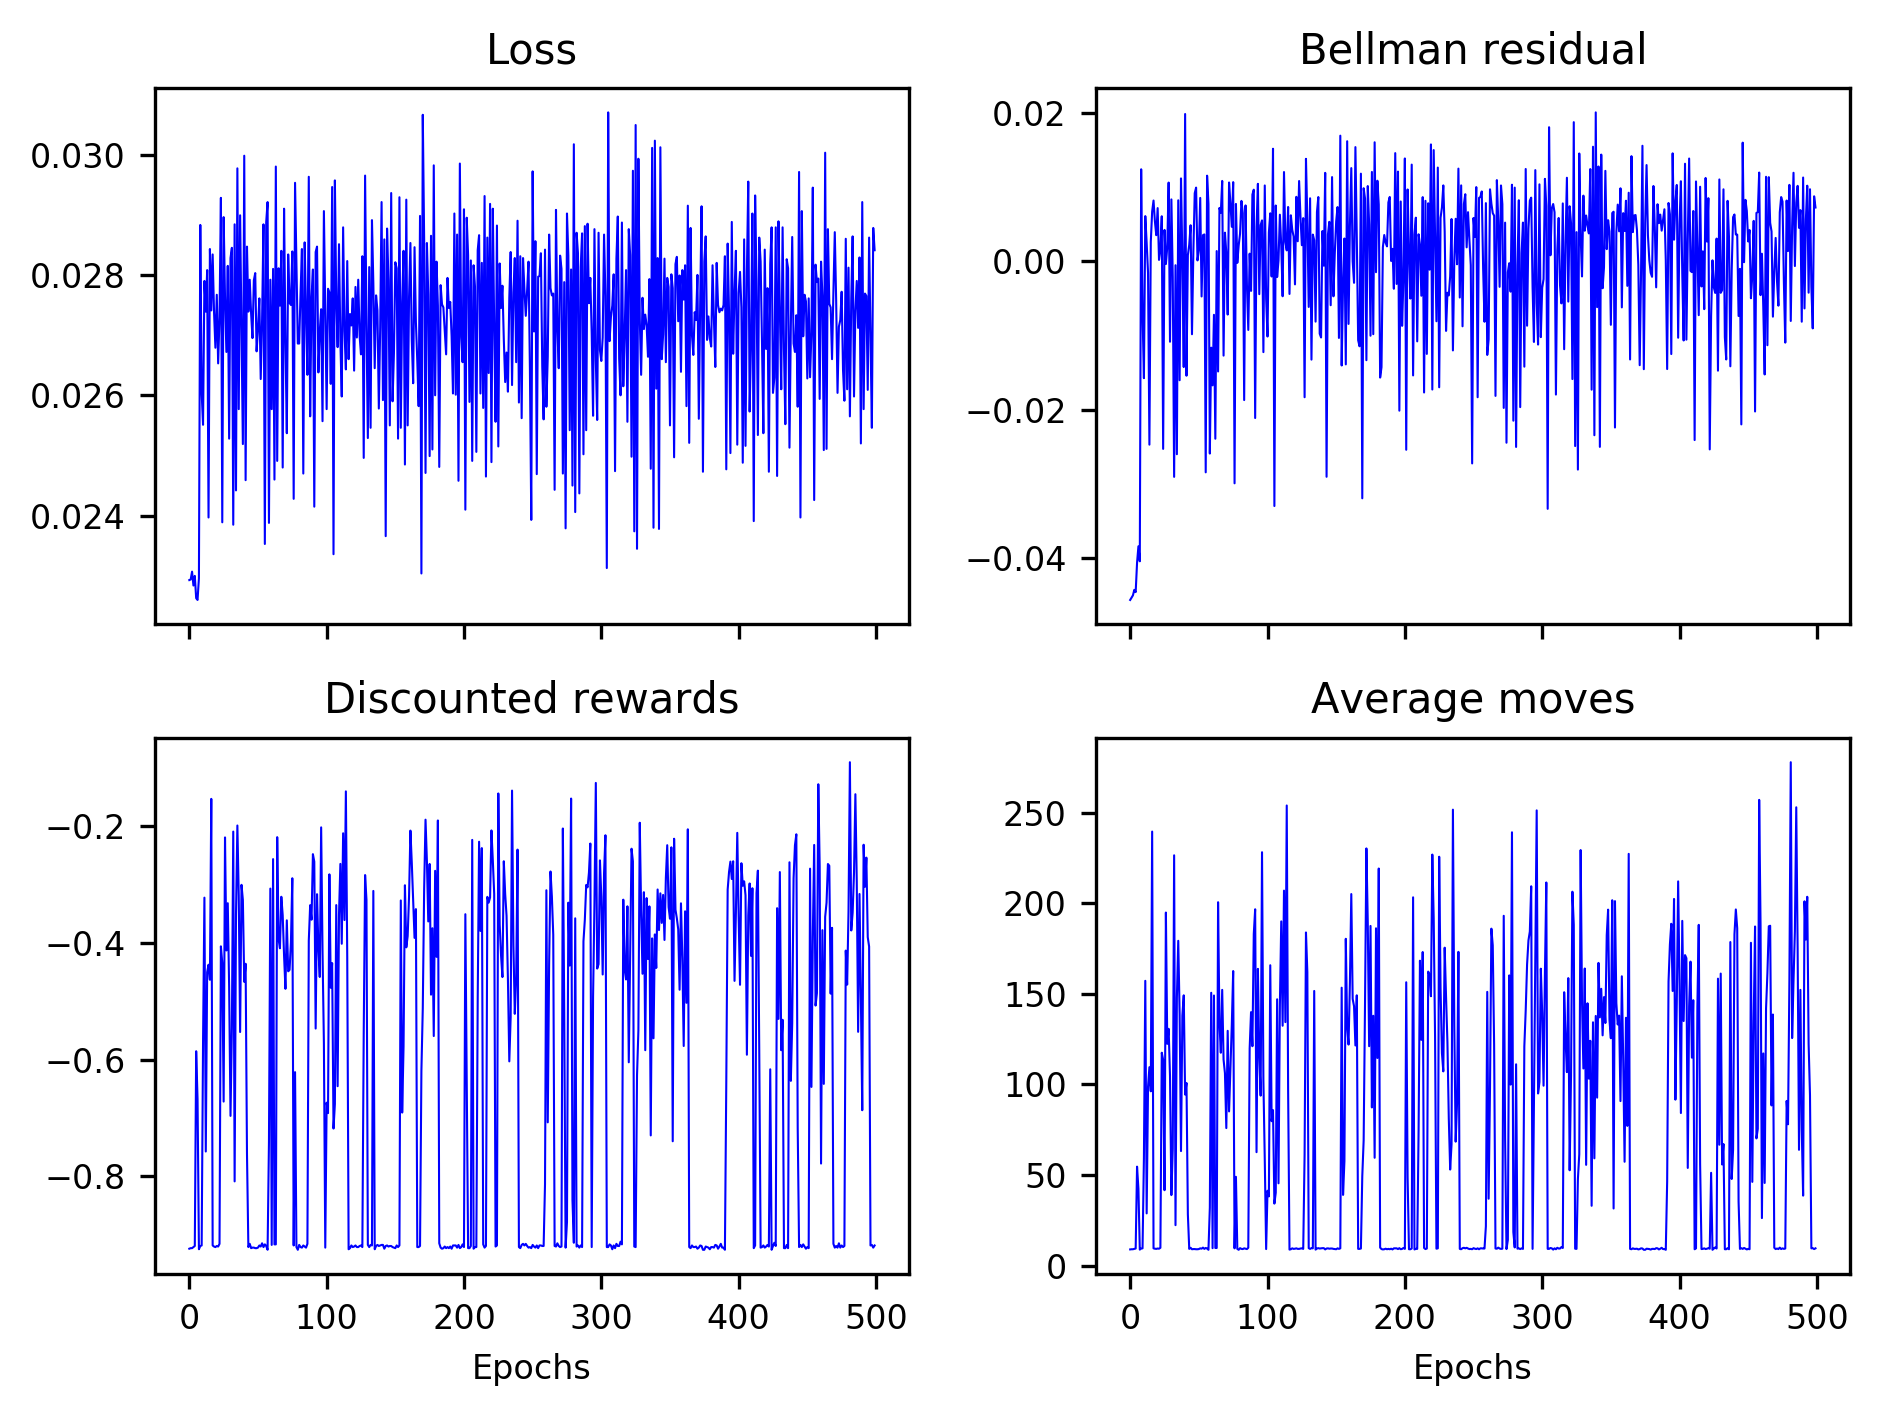 Loss
Bellman residual
0.030
0.028
0.026
0.024
0.02
0.00
−0.02
−0.04
Discounted rewards
Average moves
−0.2
−0.4
−0.6
−0.8
250
200
150
100
50
0
0 100 200 300 400 500
0 100 200 300 400 500
Epochs
Epochs